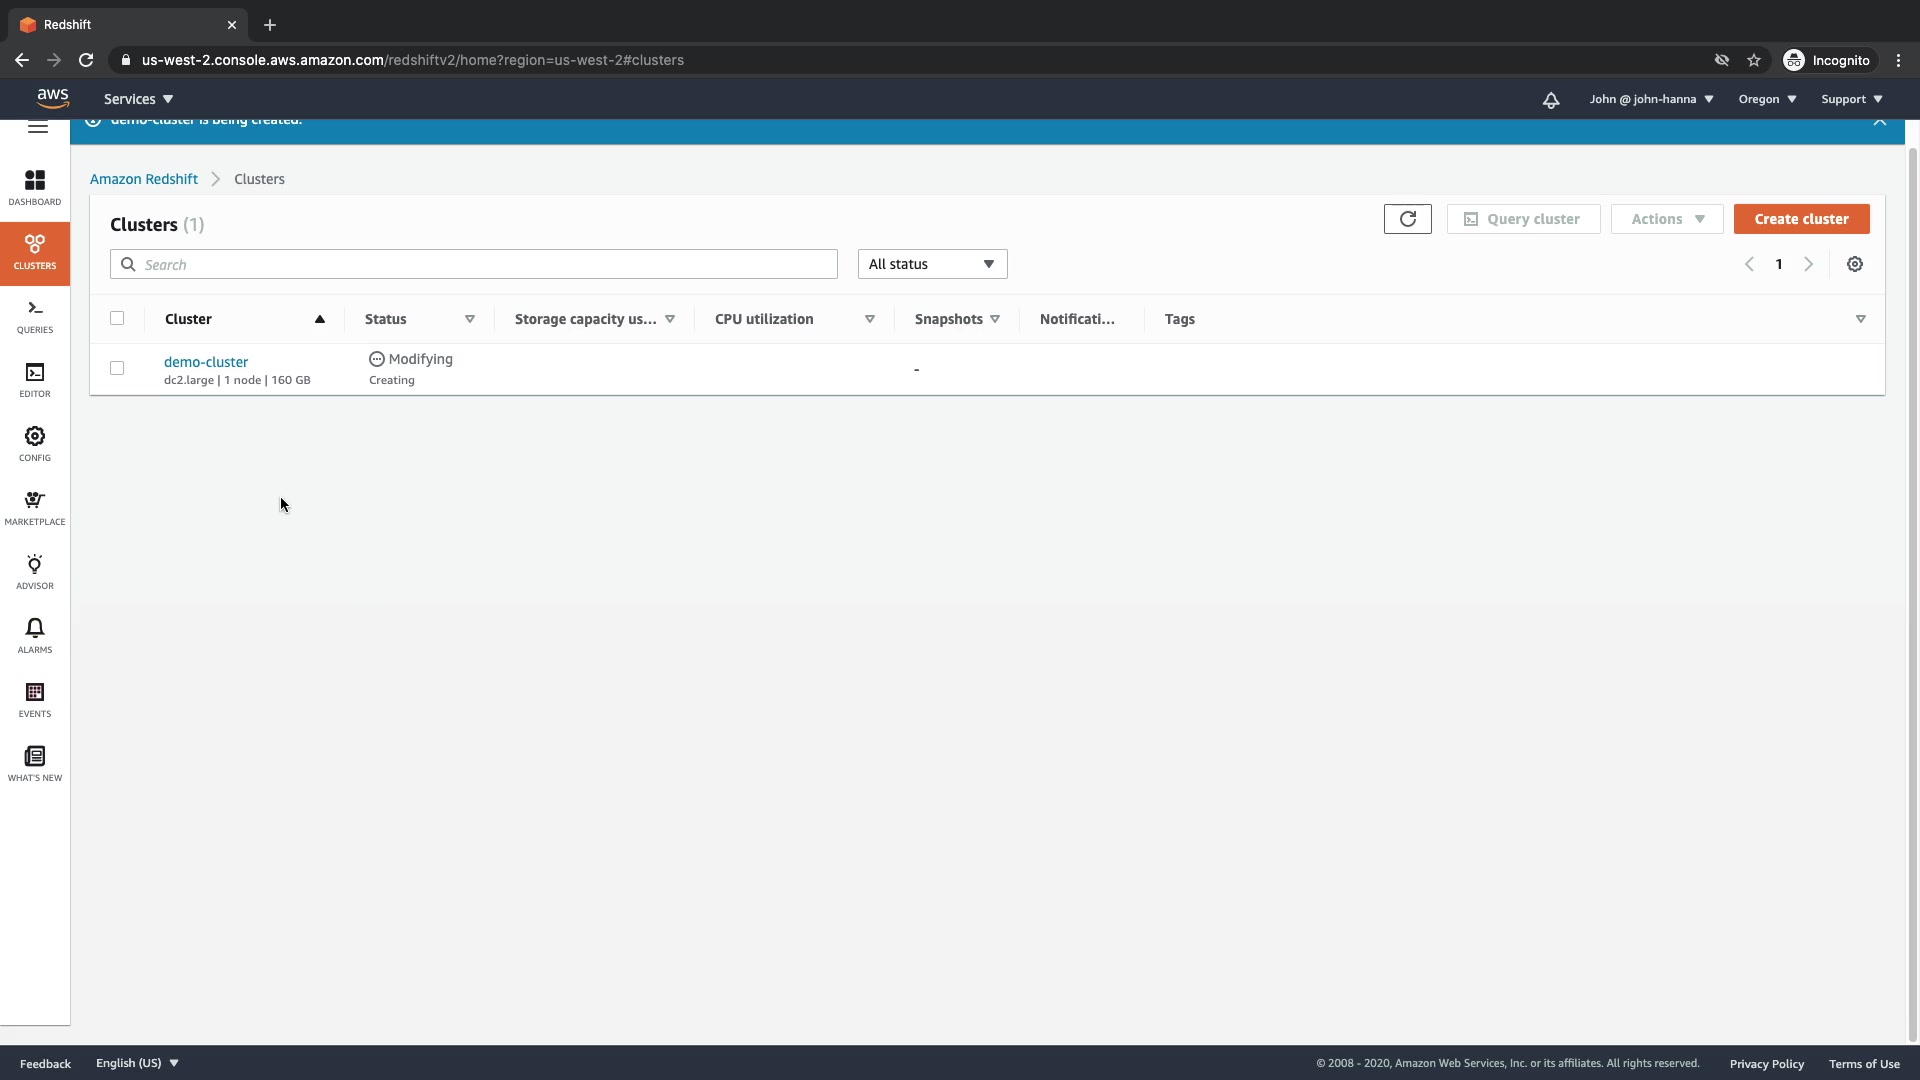 Redshift
us-west-2.console.aws.amazon.com/redshiftv2/home?region=us-west-2#clusters
Incognito
aws
Services
John @ john-hanna
Oregon
Support
demo-cluster is being created.
DASHBOARD
CLUSTERS
QUERIES
EDITOR
CONFIG
MARKETPLACE
ADVISOR
ALARMS
EVENTS
WHAT'S NEW
Amazon Redshift
Clusters
Clusters (1)
Query cluster
Actions
Create cluster
Search
All status
1
Cluster
Status
Storage capacity us...
CPU utilization
Snapshots
Notificati...
Tags
demo-cluster
dc2.large | 1 node | 160 GB
Modifying
Creating
-
Feedback
English (US)
© 2008 - 2020, Amazon Web Services, Inc. or its affiliates. All rights reserved.
Privacy Policy
Terms of Use